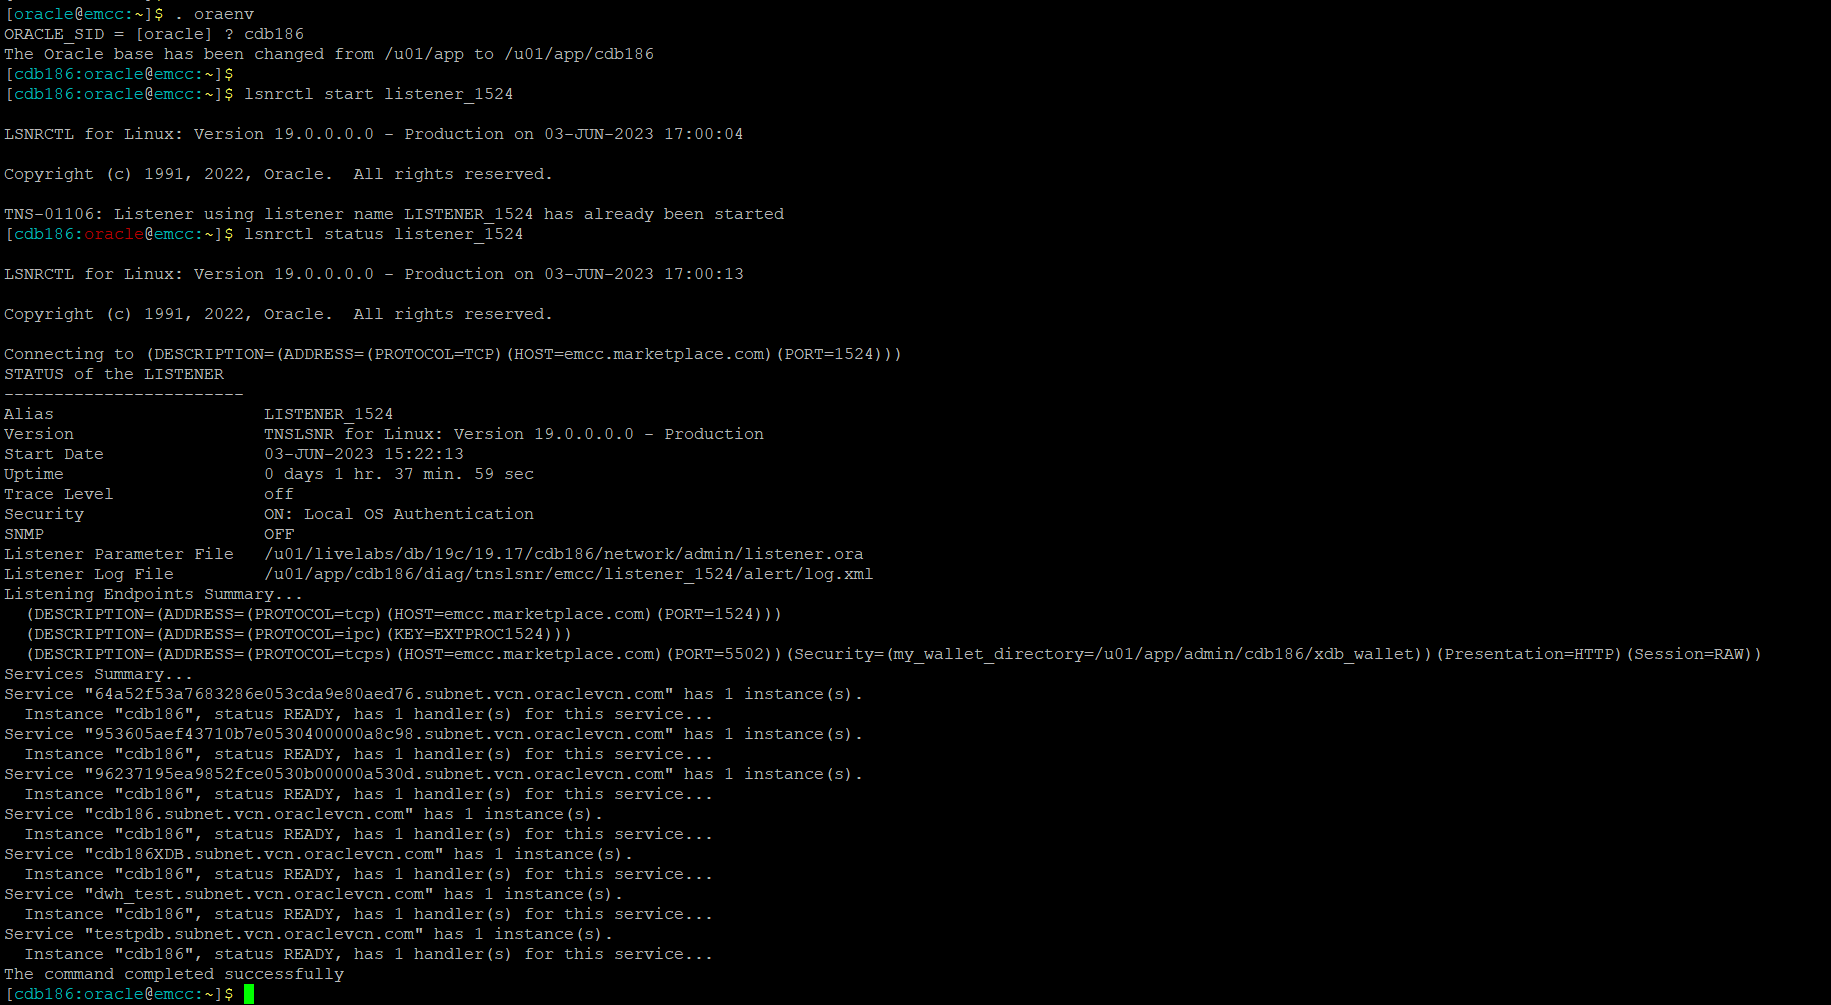 [oracle@emcc:~]$ . oraenv
ORACLE_SID = [oracle] ? cdb186
The Oracle base has been changed from /u01/app to /u01/app/cdb186
[cdb186:oracle@emcc:~]$
[cdb186:oracle@emcc:~]$ lsnrctl start listener_1524
LSNRCTL for Linux: Version 19.0.0.0.0 - Production on 03-JUN-2023 17:00:04
Copyright (c) 1991, 2022, Oracle.  All rights reserved.
TNS-01106: Listener using listener name LISTENER_1524 has already been started
[cdb186:oracle@emcc:~]$ lsnrctl status listener_1524
LSNRCTL for Linux: Version 19.0.0.0.0 - Production on 03-JUN-2023 17:00:13
Copyright (c) 1991, 2022, Oracle.  All rights reserved.
Connecting to (DESCRIPTION=(ADDRESS=(PROTOCOL=TCP)(HOST=emcc.marketplace.com)(PORT=1524)))
STATUS of the LISTENER
------------------------
Alias                     LISTENER_1524
Version                   TNSLSNR for Linux: Version 19.0.0.0.0 - Production
Start Date                03-JUN-2023 15:22:13
Uptime                    0 days 1 hr. 37 min. 59 sec
Trace Level               off
Security                  ON: Local OS Authentication
SNMP                      OFF
Listener Parameter File   /u01/livelabs/db/19c/19.17/cdb186/network/admin/listener.ora
Listener Log File         /u01/app/cdb186/diag/tnslsnr/emcc/listener_1524/alert/log.xml
Listening Endpoints Summary...
  (DESCRIPTION=(ADDRESS=(PROTOCOL=tcp)(HOST=emcc.marketplace.com)(PORT=1524)))
  (DESCRIPTION=(ADDRESS=(PROTOCOL=ipc)(KEY=EXTPROC1524)))
  (DESCRIPTION=(ADDRESS=(PROTOCOL=tcps)(HOST=emcc.marketplace.com)(PORT=5502))(Security=(my_wallet_directory=/u01/app/admin/cdb186/xdb_wallet))(Presentation=HTTP)(Session=RAW))
Services Summary...
Service "64a52f53a7683286e053cda9e80aed76.subnet.vcn.oraclevcn.com" has 1 instance(s).
  Instance "cdb186", status READY, has 1 handler(s) for this service...
Service "953605aef43710b7e0530400000a8c98.subnet.vcn.oraclevcn.com" has 1 instance(s).
  Instance "cdb186", status READY, has 1 handler(s) for this service...
Service "96237195ea9852fce0530b00000a530d.subnet.vcn.oraclevcn.com" has 1 instance(s).
  Instance "cdb186", status READY, has 1 handler(s) for this service...
Service "cdb186.subnet.vcn.oraclevcn.com" has 1 instance(s).
  Instance "cdb186", status READY, has 1 handler(s) for this service...
Service "cdb186XDB.subnet.vcn.oraclevcn.com" has 1 instance(s).
  Instance "cdb186", status READY, has 1 handler(s) for this service...
Service "dwh_test.subnet.vcn.oraclevcn.com" has 1 instance(s).
  Instance "cdb186", status READY, has 1 handler(s) for this service...
Service "testpdb.subnet.vcn.oraclevcn.com" has 1 instance(s).
  Instance "cdb186", status READY, has 1 handler(s) for this service...
The command completed successfully
[cdb186:oracle@emcc:~]$